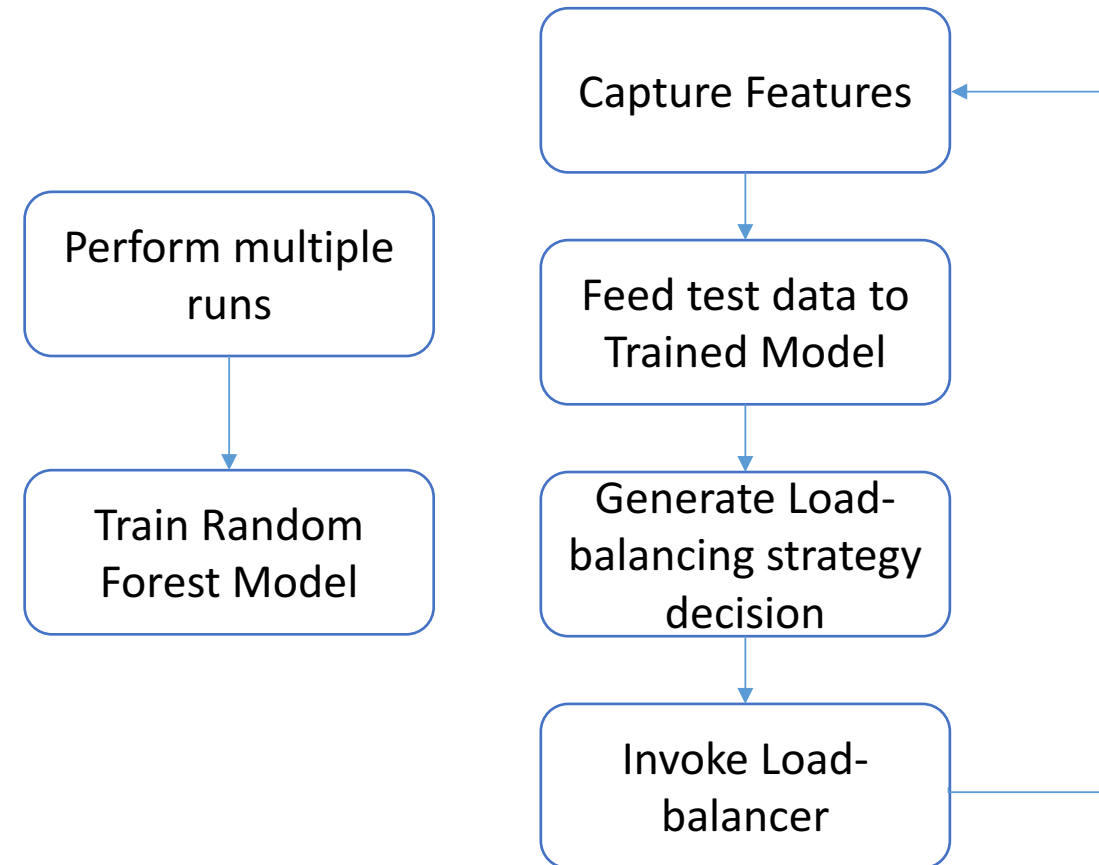 Perform multiple
runs
Train Random
Forest Model
Capture Features
Feed test data to
Trained Model
Generate Load-
balancing strategy
decision
Invoke Load-
balancer